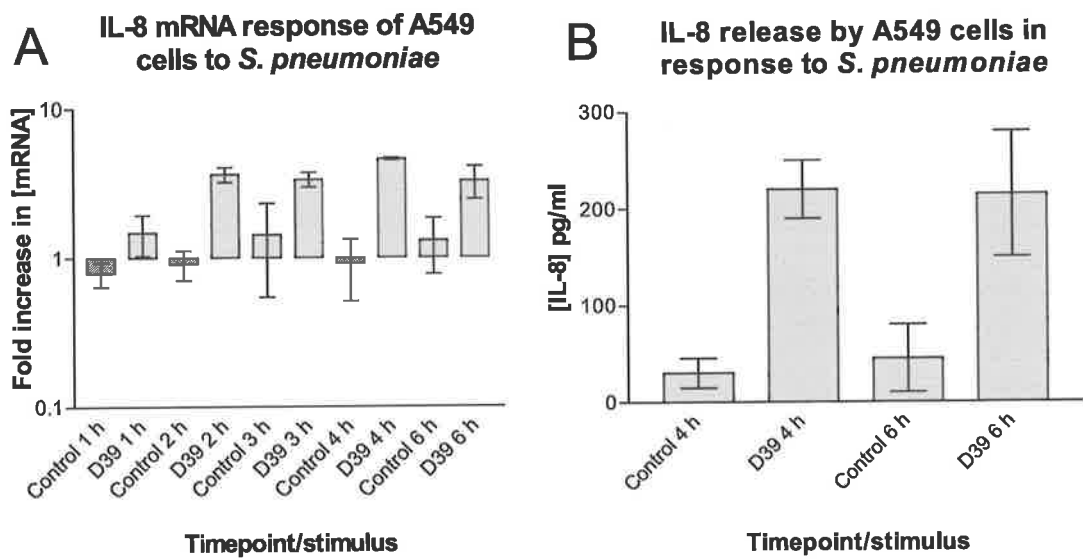 A
IL-8 mRNA response of A549
cells to S. pneumoniae
Fold increase in [mRNA]
10
1
0.1
Control 1 h
D39 1 h
Control 2 h
D39 2 h
Control 3 h
D39 3 h
Control 4 h
D39 4 h
Control 6 h
D39 6 h
Timepoint/stimulus
B
IL-8 release by A549 cells in
response to S. pneumoniae
[IL-8] pg/ml
300
200
100
0
Control 4 h
D39 4 h
Control 6 h
D39 6 h
Timepoint/stimulus